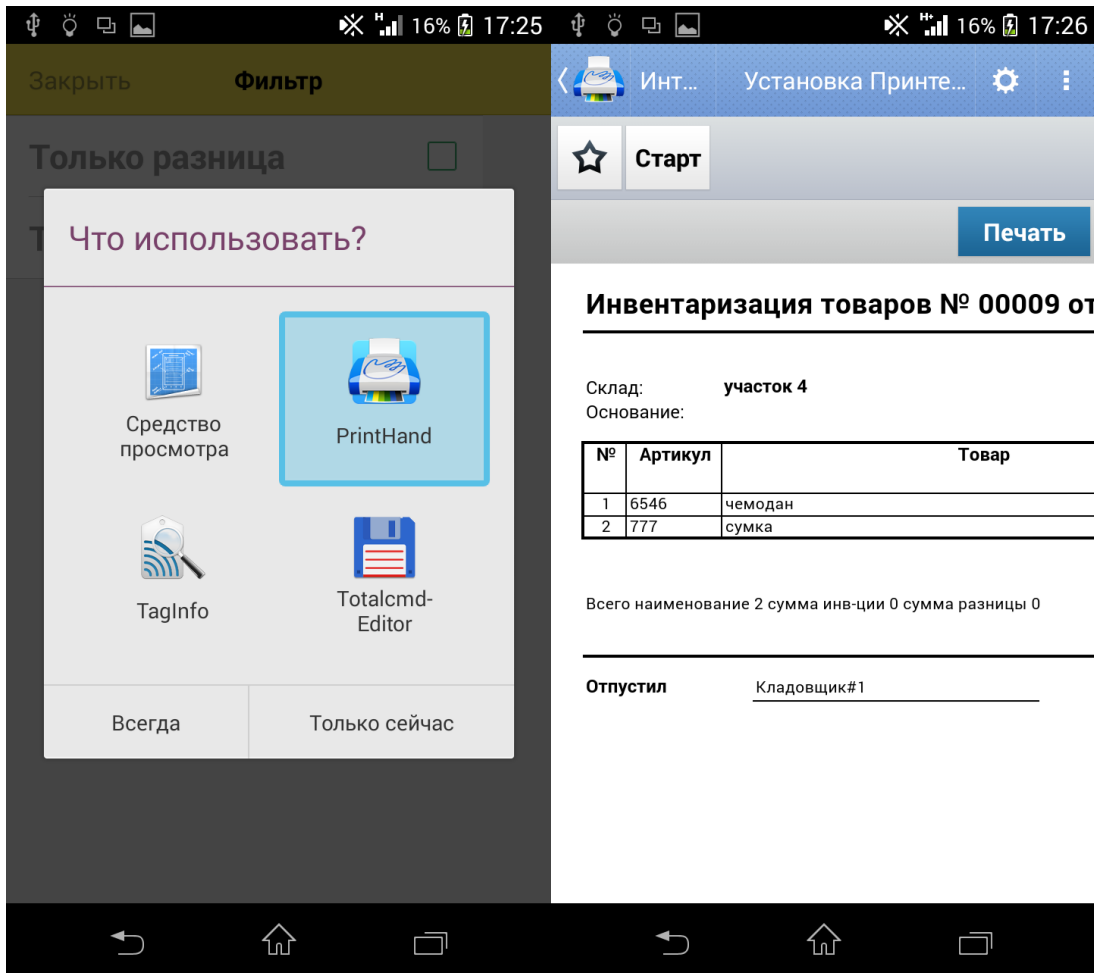 16% 17:25
Закрыть Фильтр
Только разница
Т
Что использовать?
Средство
просмотра
PrintHand
TagInfo
Totalcmd-
Editor
Всегда Только сейчас
H+ 16% 17:26
Инт... Установка Принте...
Старт
Печать
Инвентаризация товаров № 00009 от
Склад: участок 4
Основание:
№ Артикул Товар
1 6546 чемодан
2 777 сумка
Всего наименование 2 сумма инв-ции 0 сумма разницы 0
Отпустил Кладовщик#1